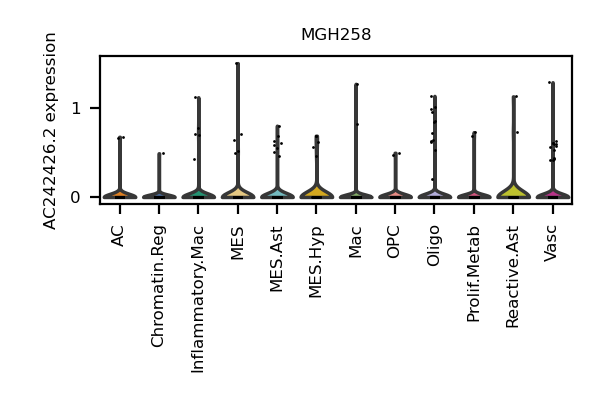 MGH258
AC242426.2 expression
1
0
AC
Chromatin.Reg
Inflammatory.Mac
MES
MES.Ast
MES.Hyp
Mac
OPC
Oligo
Prolif.Metab
Reactive.Ast
Vasc